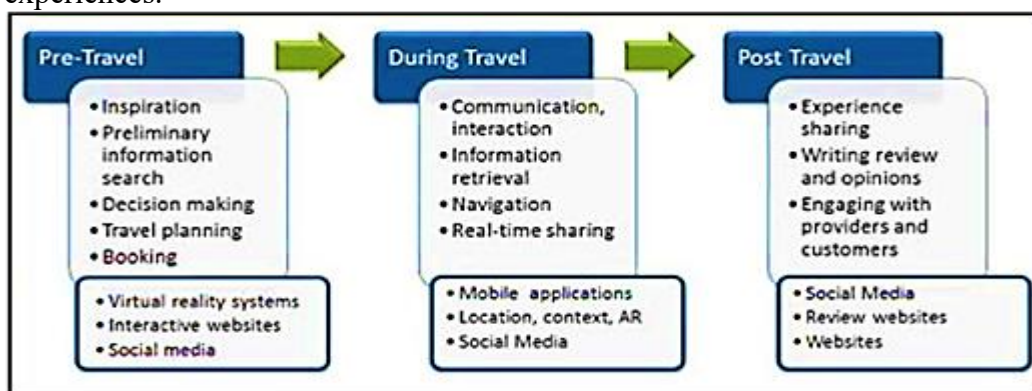 experiences.
Pre-Travel
• Inspiration
• Preliminary
information
search
• Decision making
• Travel planning
• Booking
• Virtual reality systems
• Interactive websites
• Social media
During Travel
• Communication,
interaction
• Information
retrieval
• Navigation
• Real-time sharing
• Mobile applications
• Location, context, AR
• Social Media
Post Travel
• Experience
sharing
• Writing review
and opinions
• Engaging with
providers and
customers
• Social Media
• Review websites
• Websites